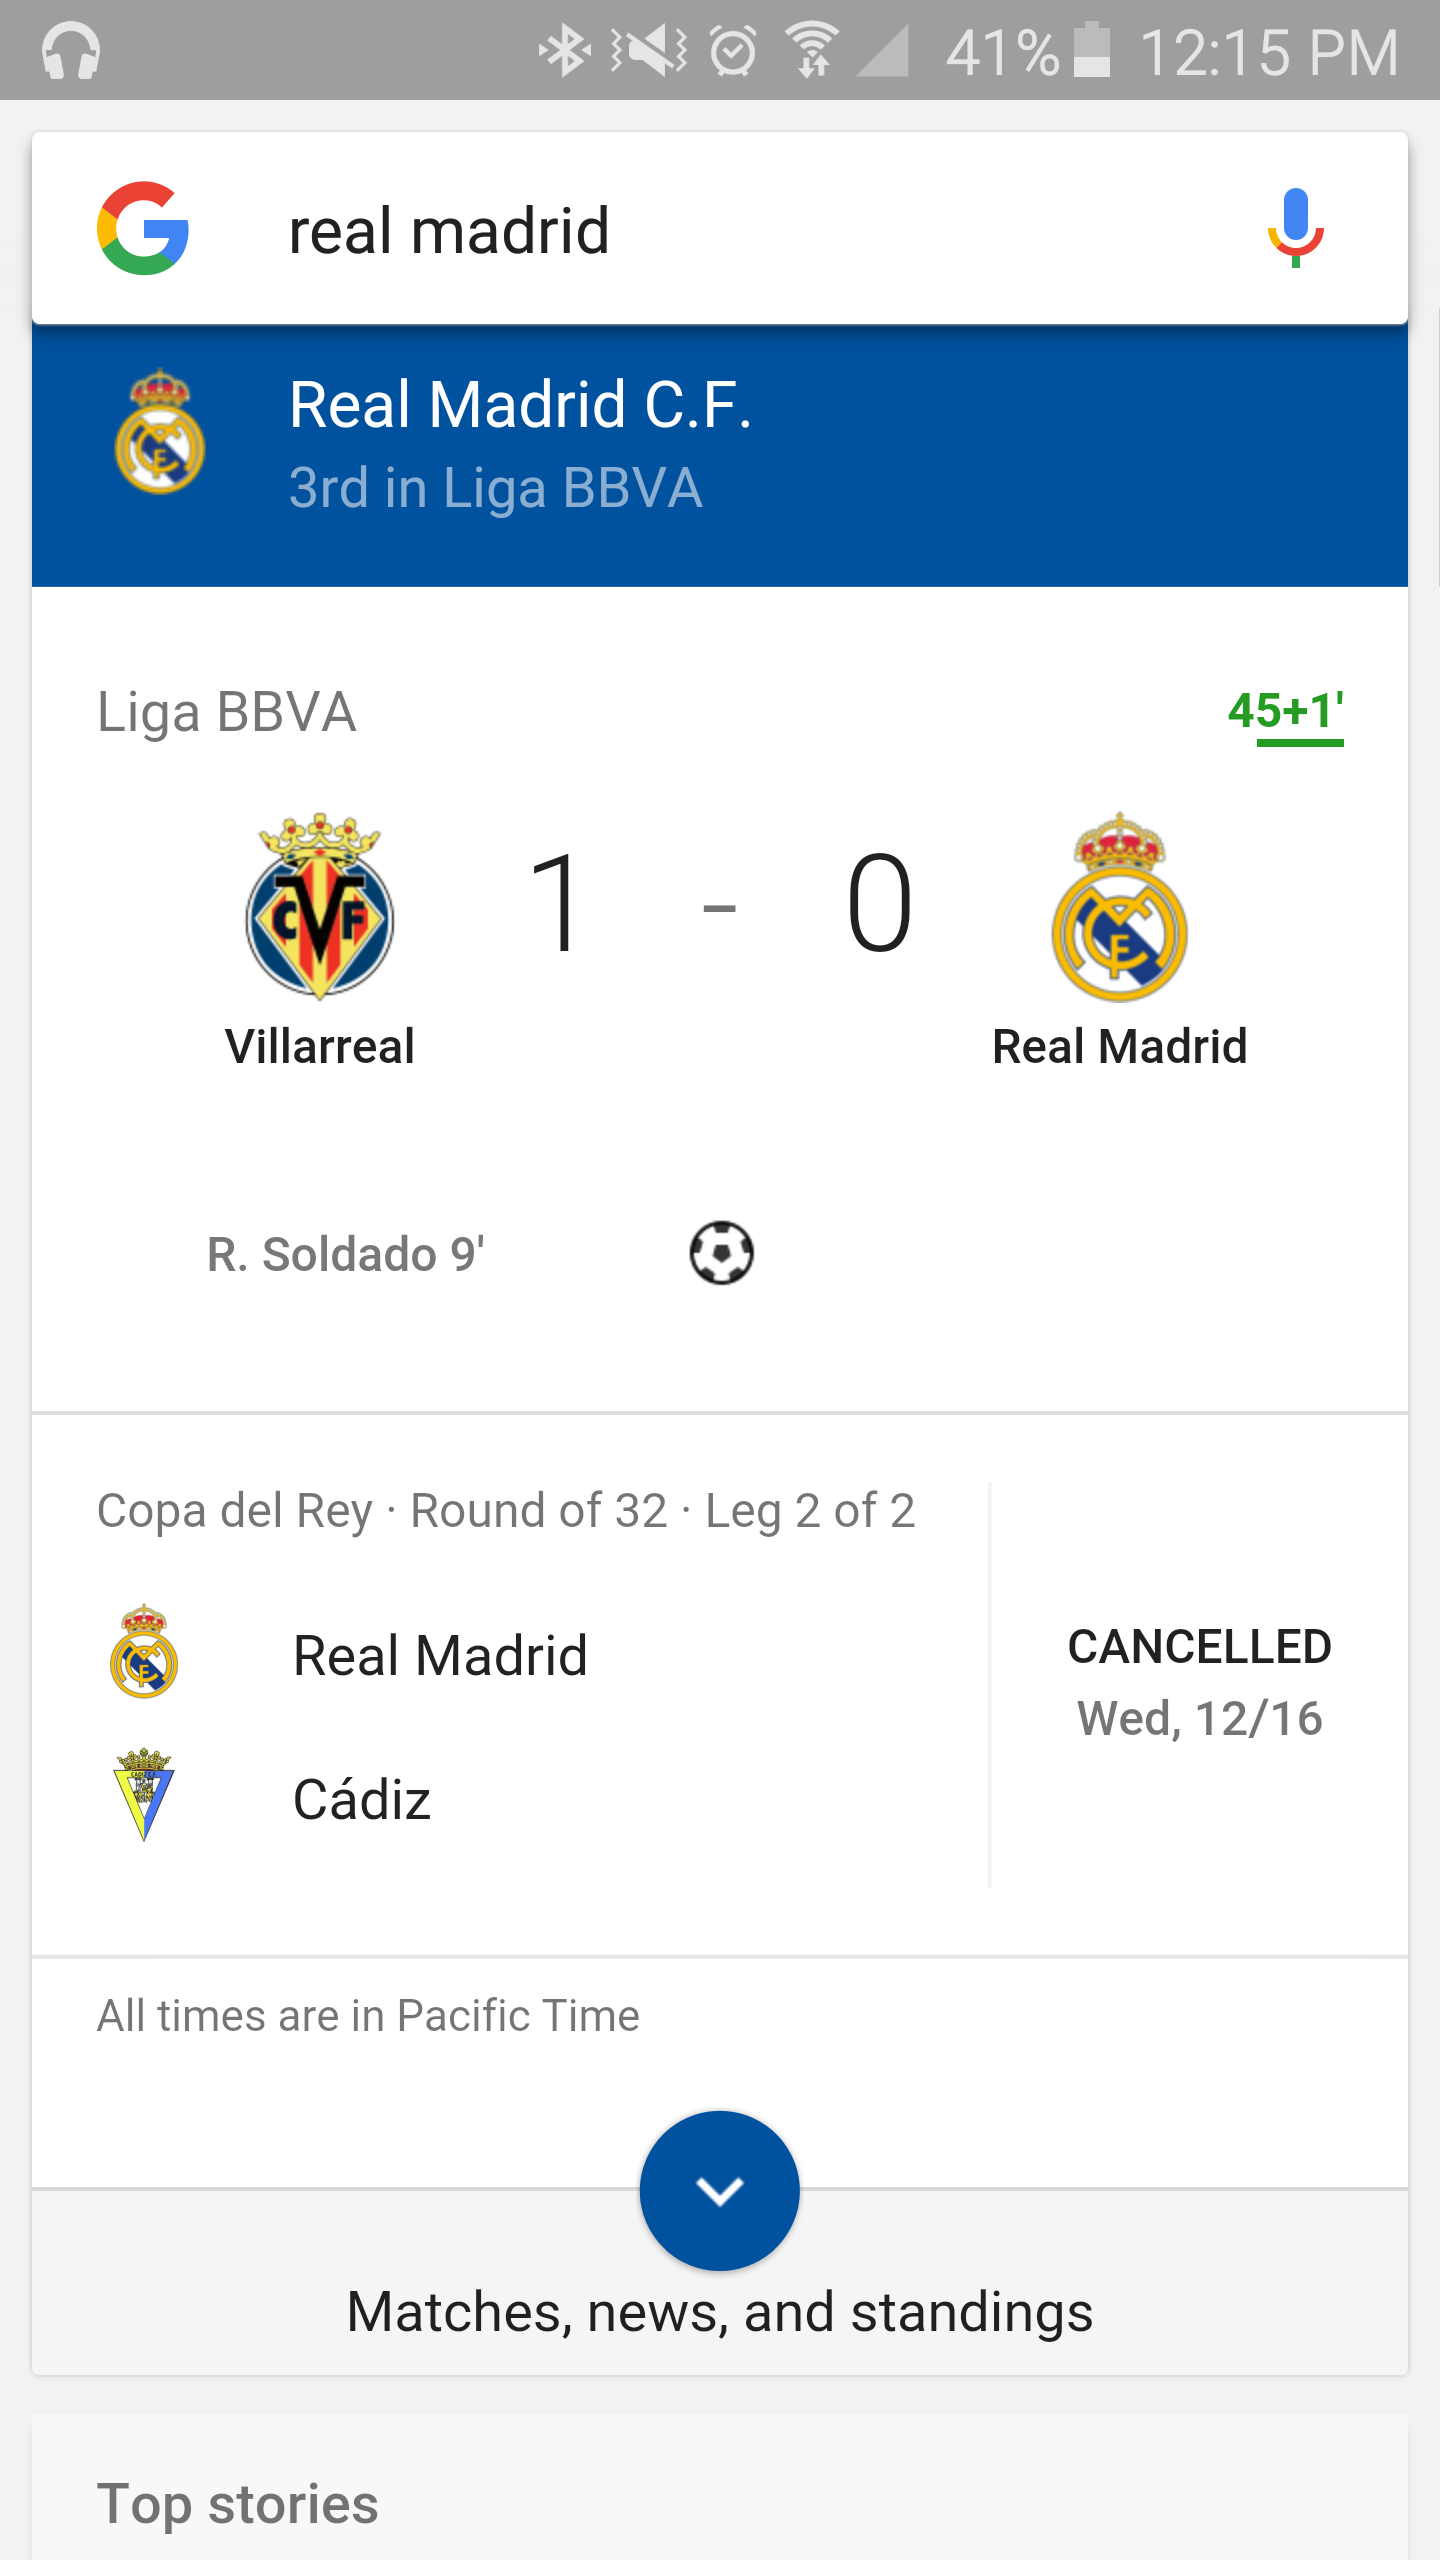 41% 12:15 PM
real madrid
Real Madrid C.F.
3rd in Liga BBVA
Liga BBVA 45+1'
1 - 0
Villarreal Real Madrid
R. Soldado 9'
Copa del Rey · Round of 32 · Leg 2 of 2
Real Madrid
CANCELLED
Wed, 12/16
Cádiz
All times are in Pacific Time
Matches, news, and standings
Top stories